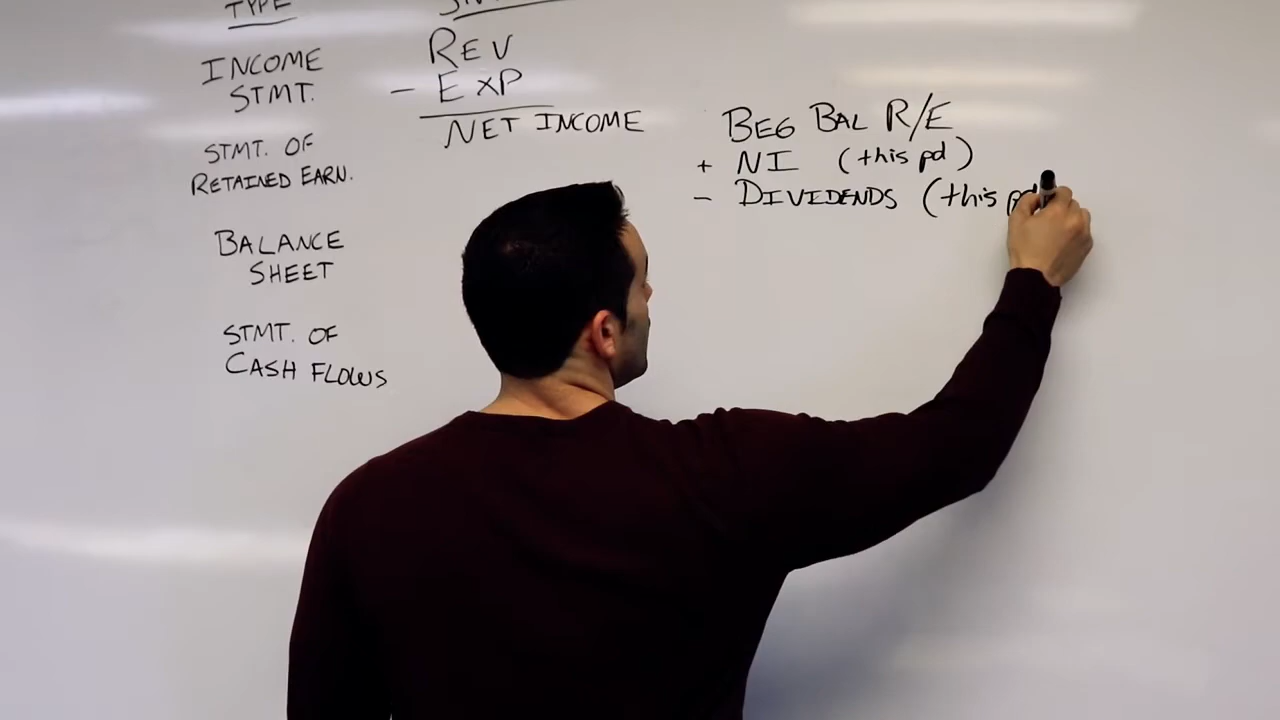 TYPE
INCOME
STMT.
STMT. OF
RETAINED EARN.
BALANCE
SHEET
STMT. OF
CASH FLOWS
REV
- EXP
NET INCOME
BEG BAL R/E
+ NI (this pd)
- DIVIDENDS (this pd